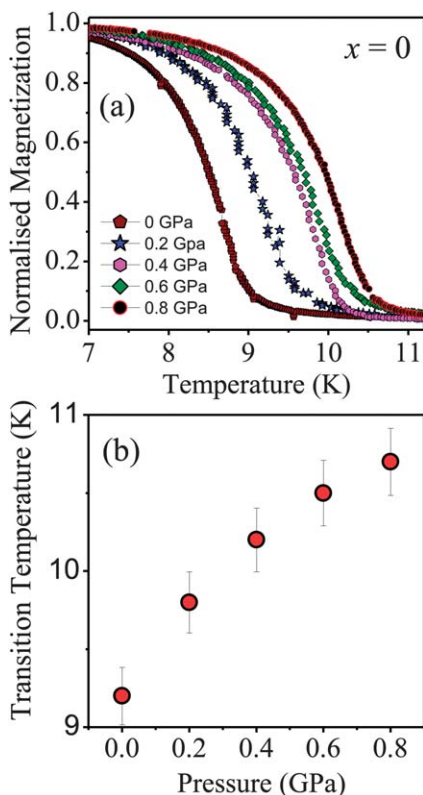 1.0
x = 0
0.8
(a)
0.6
0.4
0.2
0.0
Normalised Magnetization
0 GPa
0.2 Gpa
0.4 GPa
0.6 GPa
0.8 GPa
7 8 9 10 11
Temperature (K)
11
(b)
10
9
Transition Temperature (K)
0.0 0.2 0.4 0.6 0.8
Pressure (GPa)